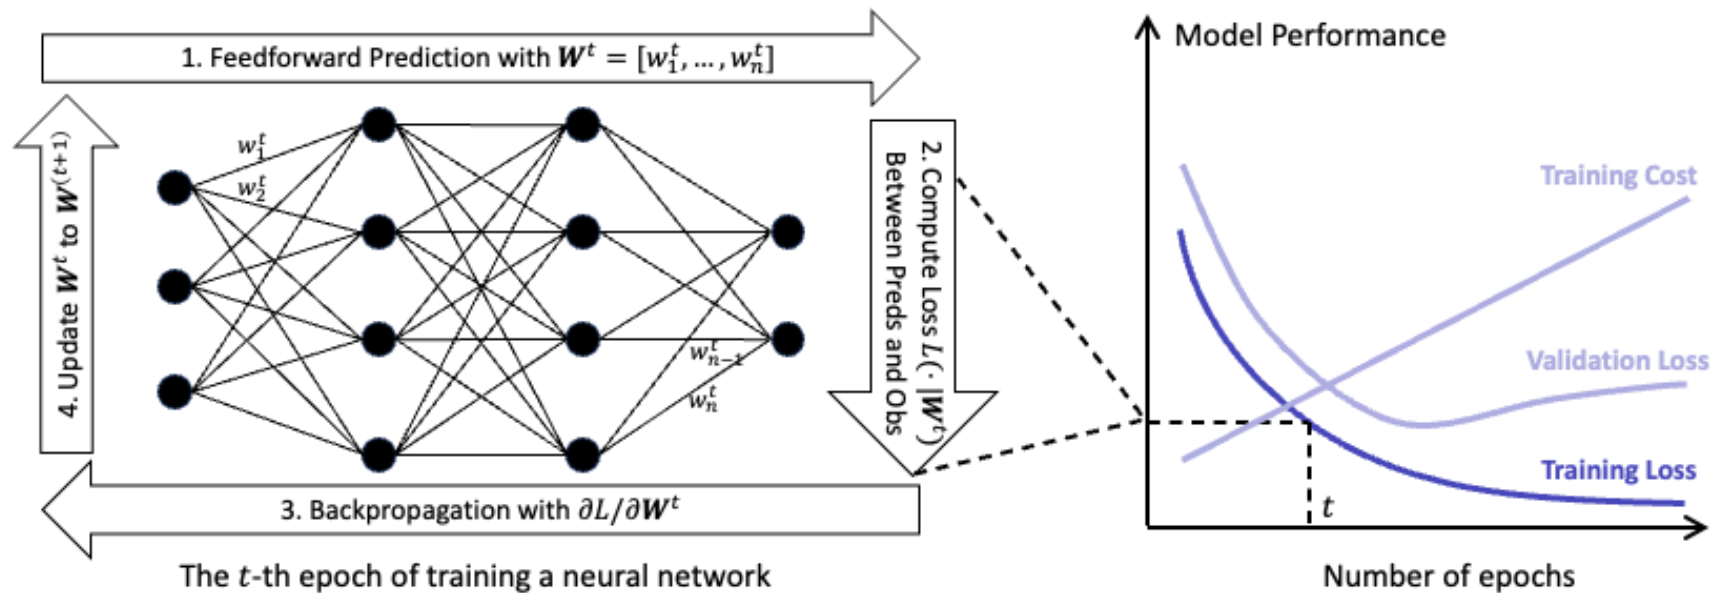 1. Feedforward Prediction with 𝑾ᵗ = [𝑤₁ᵗ, …, 𝑤ₙᵗ]
𝑤₁ᵗ
𝑤₂ᵗ
𝑤ₙ₋₁ᵗ
𝑤ₙᵗ
2. Compute Loss 𝐿(· |𝑾ᵗ)
Between Preds and Obs
3. Backpropagation with ∂𝐿/∂𝑾ᵗ
4. Update 𝑾ᵗ to 𝑾⁽ᵗ⁺¹⁾
The 𝑡-th epoch of training a neural network
Model Performance
Training Cost
Validation Loss
Training Loss
𝑡
Number of epochs